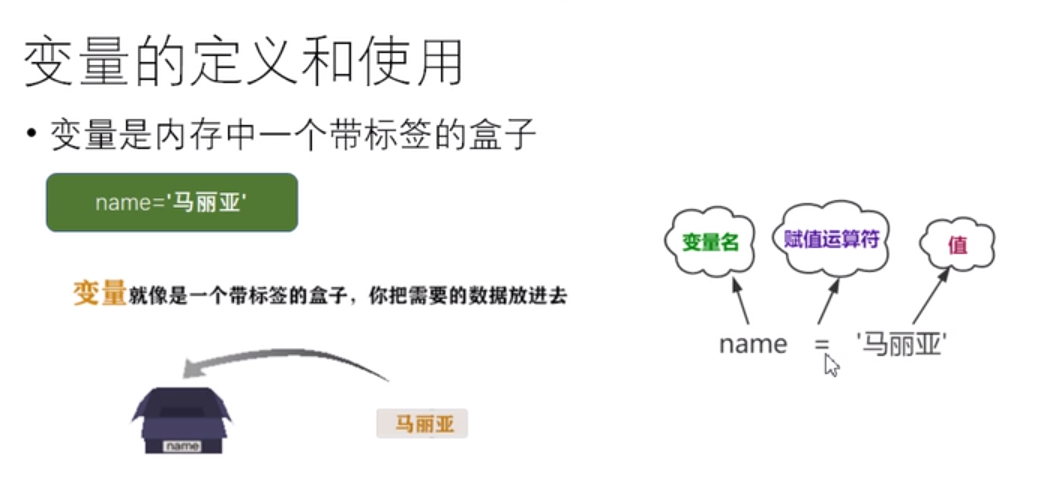 变量的定义和使用
• 变量是内存中一个带标签的盒子
name='马丽亚'
变量就像是一个带标签的盒子，你把需要的数据放进去
马丽亚
name
变量名 赋值运算符 值
name = '马丽亚'